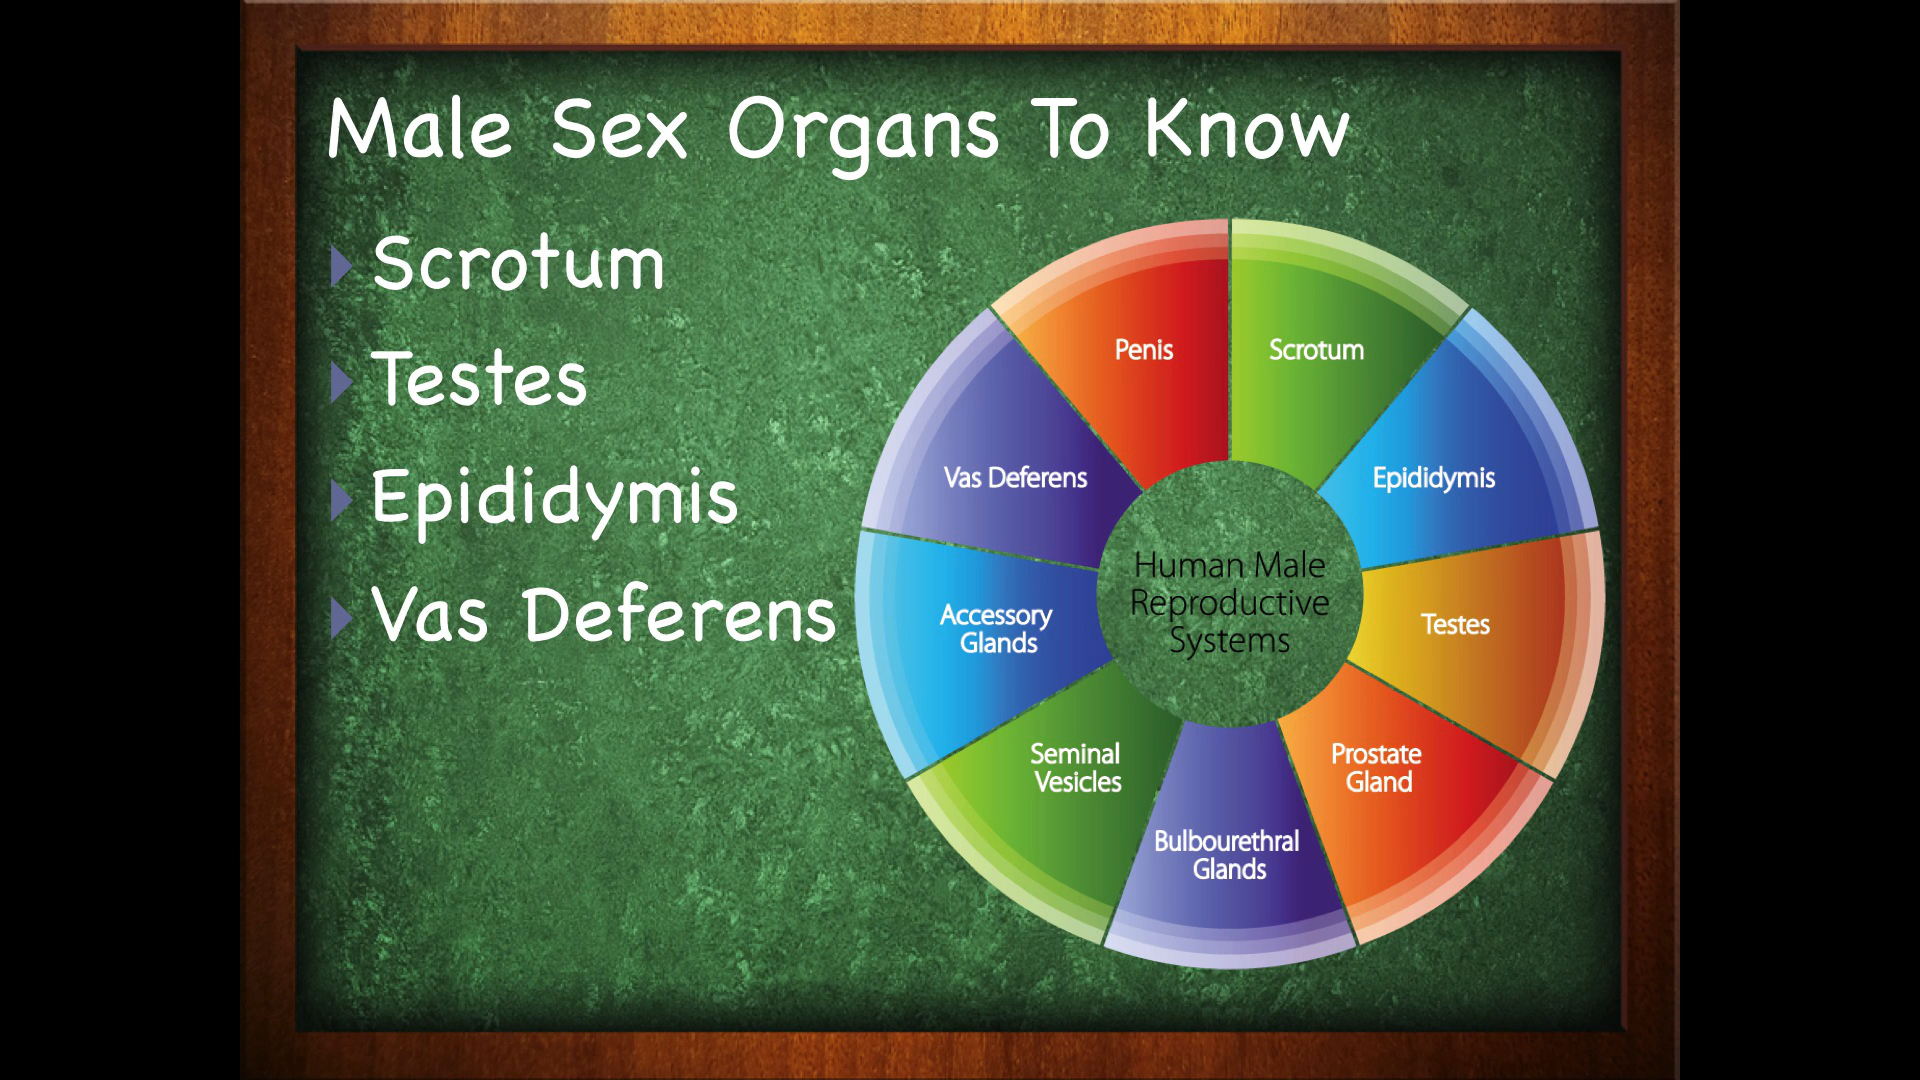 Male Sex Organs To Know
Scrotum
Testes
Epididymis
Vas Deferens
Penis
Scrotum
Vas Deferens
Epididymis
Human Male
Reproductive
Systems
Accessory
Glands
Testes
Seminal
Vesicles
Prostate
Gland
Bulbourethral
Glands